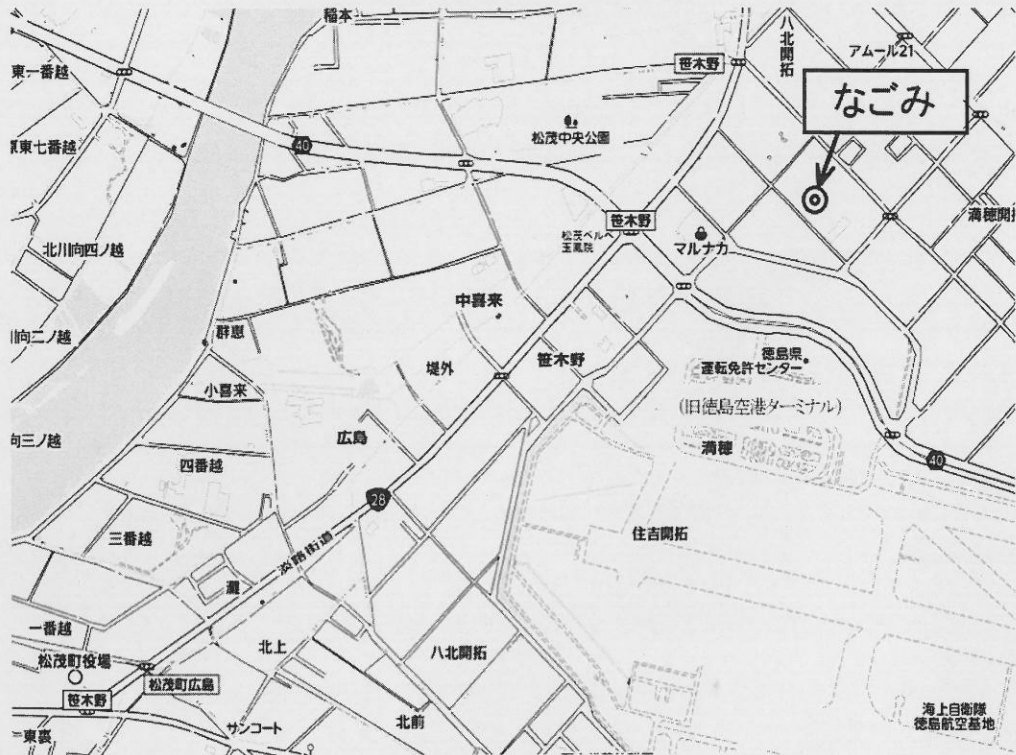 稲本
八北開拓
アムール21
東一番越
笹木野
なごみ
松茂中央公園
40
東七番越
満穂開拓
笹木野
松茂ベルベ
玉鳳院
マルナカ
北川向四ノ越
中喜来
群恵
向二ノ越
笹木野
徳島県
運転免許センター
堤外
小喜来
(旧徳島空港ターミナル)
広島
向三ノ越
満穂
四番越
40
28
三番越
住吉開拓
淡路街道
灘
一番越
北上
八北開拓
松茂町役場
松茂町広島
笹木野
北前
サンコート
東裏
海上自衛隊
徳島航空基地